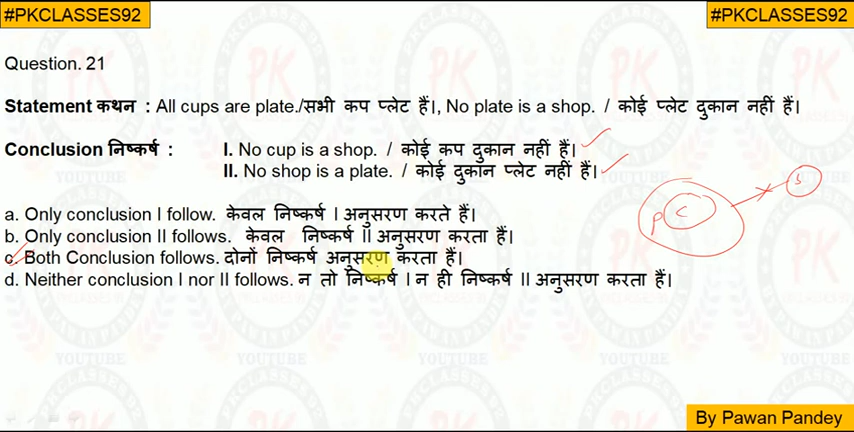 #PKCLASSES92 #PKCLASSES92
Question. 21
Statement कथन : All cups are plate./सभी कप प्लेट हैं।, No plate is a shop. / कोई प्लेट दुकान नहीं हैं।
Conclusion निष्कर्ष : I. No cup is a shop. / कोई कप दुकान नहीं हैं।
II. No shop is a plate. / कोई दुकान प्लेट नहीं हैं।
P C S
a. Only conclusion I follow. केवल निष्कर्ष I अनुसरण करते हैं।
b. Only conclusion II follows. केवल निष्कर्ष II अनुसरण करता हैं।
c. Both Conclusion follows. दोनों निष्कर्ष अनुसरण करता हैं।
d. Neither conclusion I nor II follows. न तो निष्कर्ष I न ही निष्कर्ष II अनुसरण करता हैं।
By Pawan Pandey